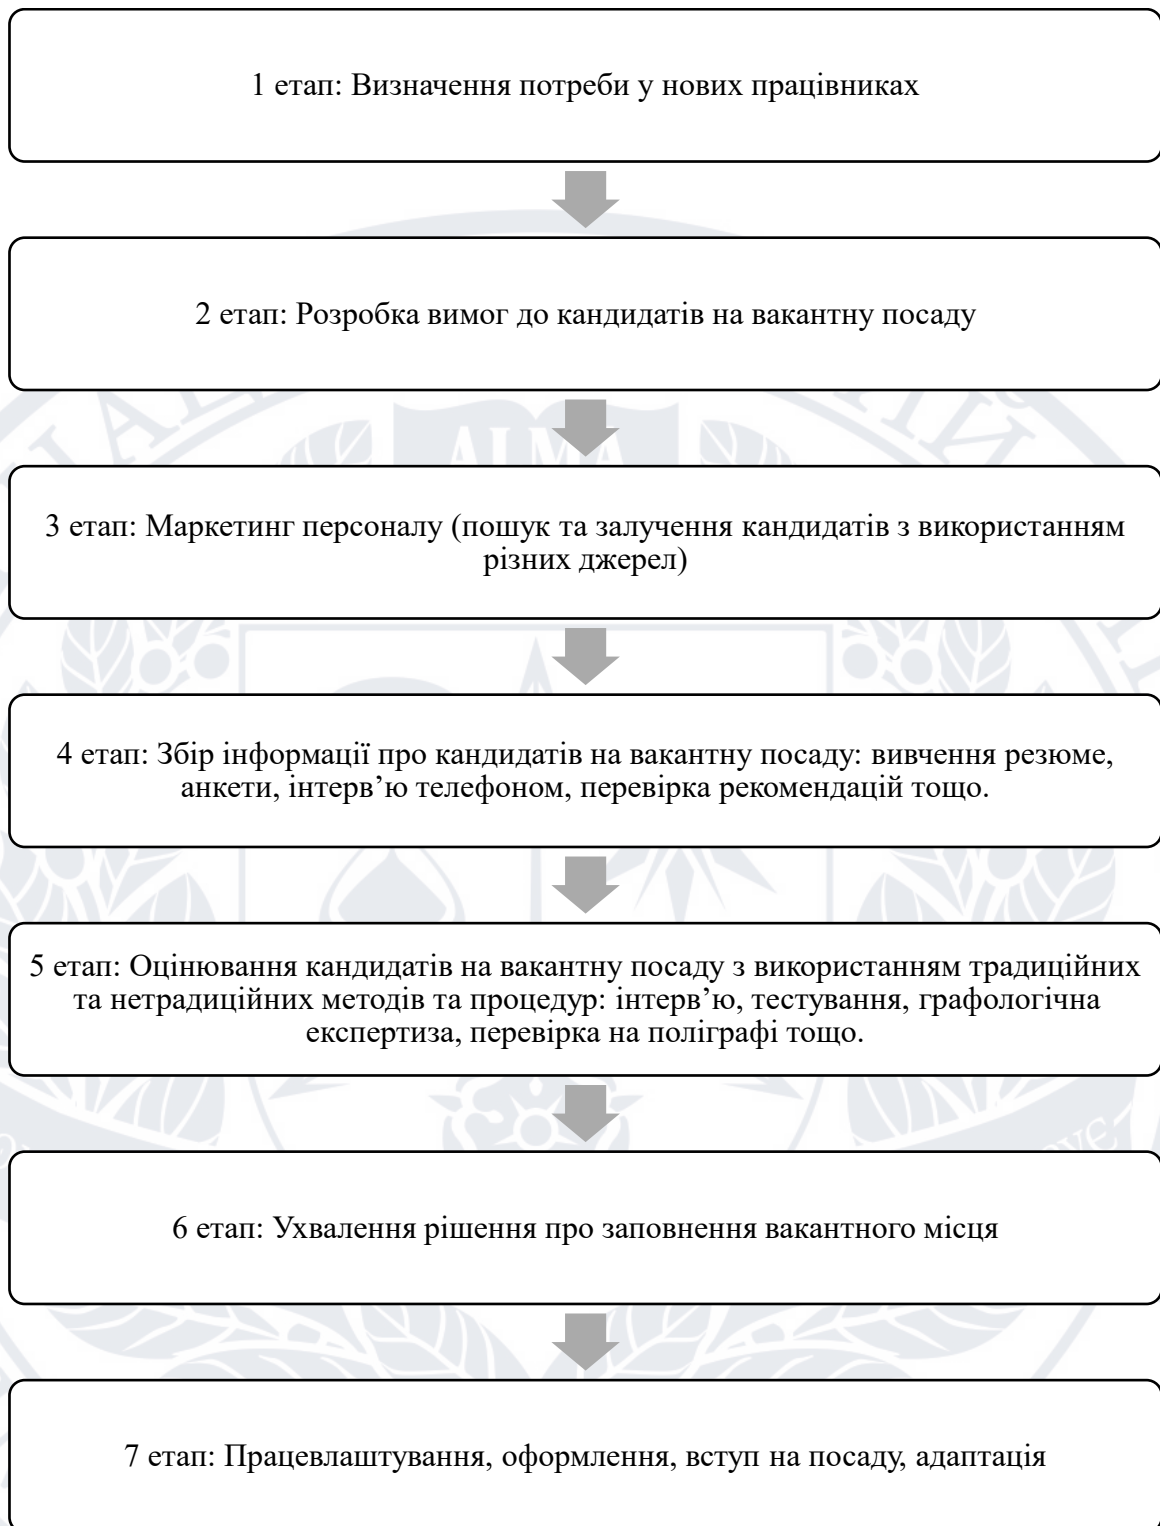 1 етап: Визначення потреби у нових працівниках
2 етап: Розробка вимог до кандидатів на вакантну посаду
ALMA
3 етап: Маркетинг персоналу (пошук та залучення кандидатів з використанням
різних джерел)
4 етап: Збір інформації про кандидатів на вакантну посаду: вивчення резюме,
анкети, інтерв’ю телефоном, перевірка рекомендацій тощо.
5 етап: Оцінювання кандидатів на вакантну посаду з використанням традиційних
та нетрадиційних методів та процедур: інтерв’ю, тестування, графологічна
експертиза, перевірка на поліграфі тощо.
6 етап: Ухвалення рішення про заповнення вакантного місця
7 етап: Працевлаштування, оформлення, вступ на посаду, адаптація